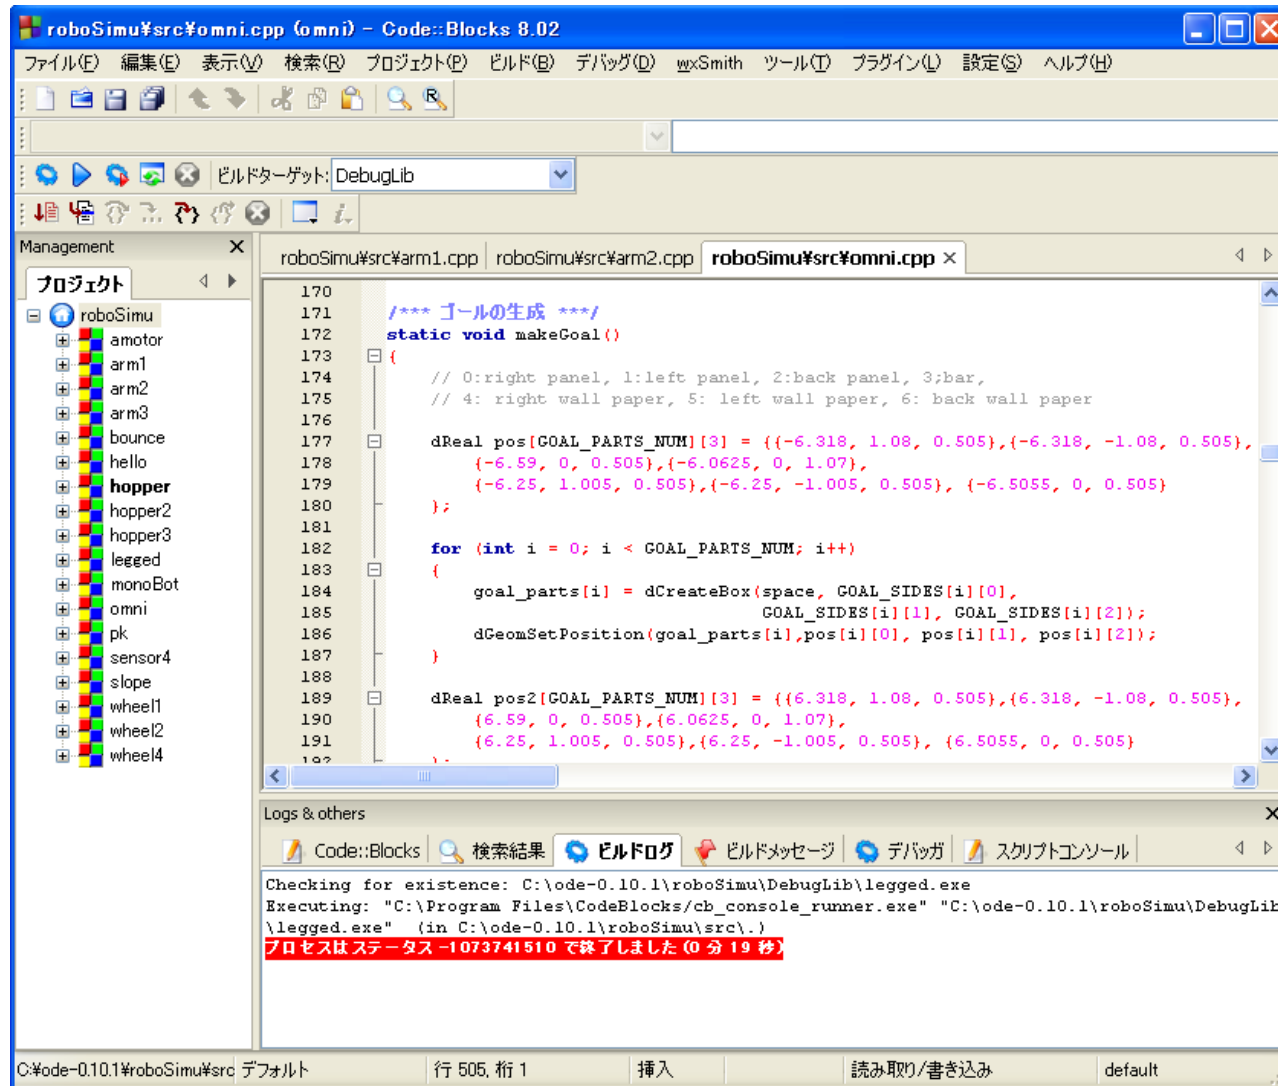 roboSimu¥src¥omni.cpp (omni) - Code::Blocks 8.02
ファイル(F) 編集(E) 表示(V) 検索(R) プロジェクト(P) ビルド(B) デバッグ(D) wxSmith ツール(T) プラグイン(L) 設定(S) ヘルプ(H)
ビルドターゲット: DebugLib
Management
プロジェクト
roboSimu
amotor
arm1
arm2
arm3
bounce
hello
hopper
hopper2
hopper3
legged
monoBot
omni
pk
sensor4
slope
wheel1
wheel2
wheel4
roboSimu¥src¥arm1.cpp roboSimu¥src¥arm2.cpp roboSimu¥src¥omni.cpp
170
171 /*** ゴールの生成 ***/
172 static void makeGoal()
173 {
174 // 0:right panel, 1:left panel, 2:back panel, 3;bar,
175 // 4: right wall paper, 5: left wall paper, 6: back wall paper
176
177 dReal pos[GOAL_PARTS_NUM][3] = {{-6.318, 1.08, 0.505},{-6.318, -1.08, 0.505},
178 {-6.59, 0, 0.505},{-6.0625, 0, 1.07},
179 {-6.25, 1.005, 0.505},{-6.25, -1.005, 0.505}, {-6.5055, 0, 0.505}
180 };
181
182 for (int i = 0; i < GOAL_PARTS_NUM; i++)
183 {
184 goal_parts[i] = dCreateBox(space, GOAL_SIDES[i][0],
185 GOAL_SIDES[i][1], GOAL_SIDES[i][2]);
186 dGeomSetPosition(goal_parts[i],pos[i][0], pos[i][1], pos[i][2]);
187 }
188
189 dReal pos2[GOAL_PARTS_NUM][3] = {{6.318, 1.08, 0.505},{6.318, -1.08, 0.505},
190 {6.59, 0, 0.505},{6.0625, 0, 1.07},
191 {6.25, 1.005, 0.505},{6.25, -1.005, 0.505}, {6.5055, 0, 0.505}
192 };
Logs & others
Code::Blocks 検索結果 ビルドログ ビルドメッセージ デバッガ スクリプトコンソール
Checking for existence: C:\ode-0.10.1\roboSimu\DebugLib\legged.exe
Executing: "C:\Program Files\CodeBlocks/cb_console_runner.exe" "C:\ode-0.10.1\roboSimu\DebugLib
\legged.exe" (in C:\ode-0.10.1\roboSimu\src\.)
プロセスはステータス -1073741510 で終了しました (0 分 19 秒)
C:¥ode-0.10.1¥roboSimu¥src デフォルト 行 505, 桁 1 挿入 読み取り/書き込み default